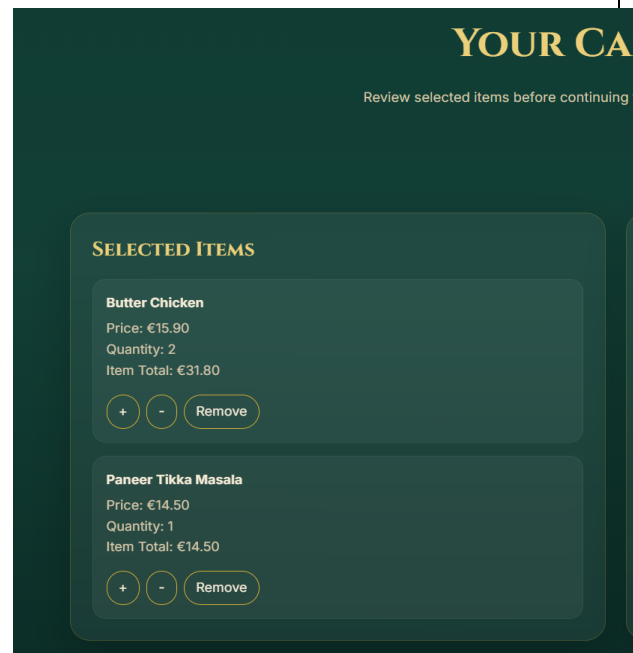 YOUR CA
Review selected items before continuing
SELECTED ITEMS
Butter Chicken
Price: €15.90
Quantity: 2
Item Total: €31.80
+ - Remove
Paneer Tikka Masala
Price: €14.50
Quantity: 1
Item Total: €14.50
+ - Remove